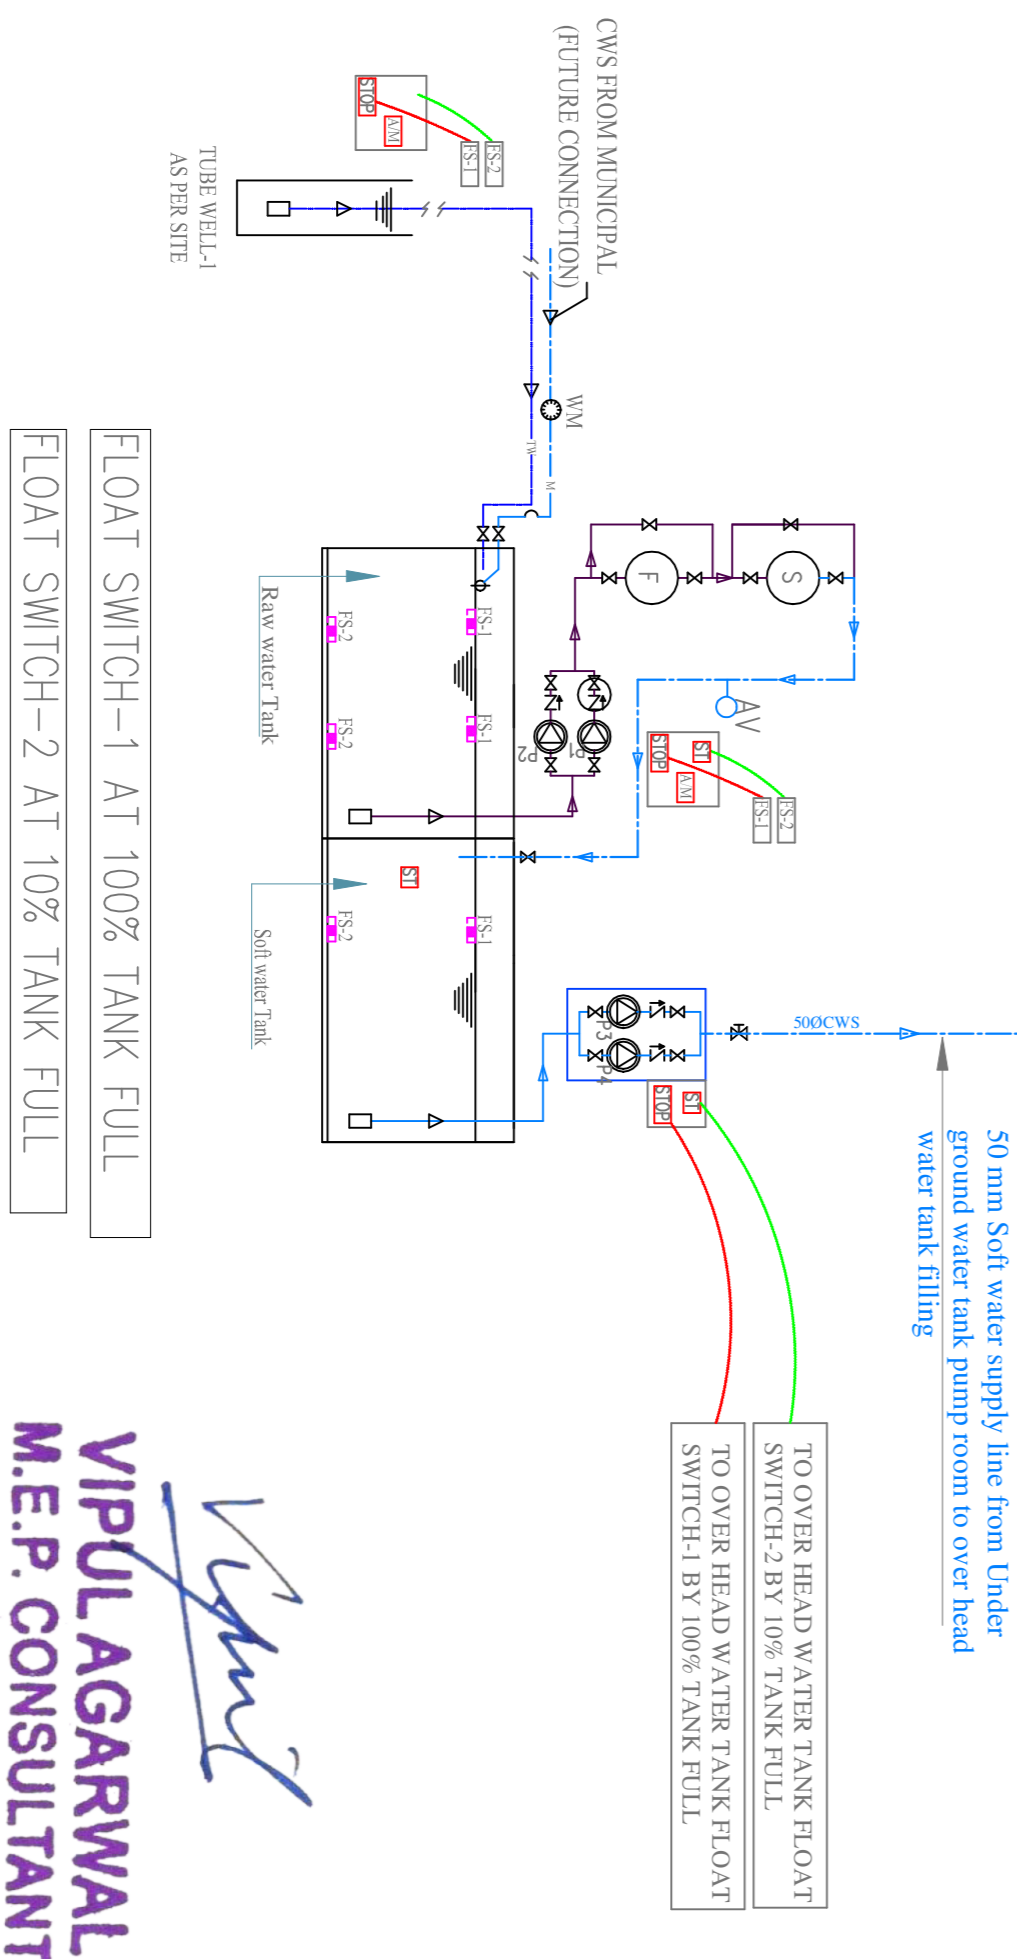 50 mm Soft water supply line from Under
ground water tank pump room to over head
water tank filling
50ØCWS
TO OVER HEAD WATER TANK FLOAT
SWITCH-2 BY 10% TANK FULL
TO OVER HEAD WATER TANK FLOAT
SWITCH-1 BY 100% TANK FULL
CWS FROM MUNICIPAL
(FUTURE CONNECTION)
WM
M
TW
S
F
AV
ST
STOP
A/M
FS-2
FS-1
P1
P2
P3
P4
ST
STOP
STOP
A/M
FS-2
FS-1
TUBE WELL-1
AS PER SITE
FS-1
FS-1
FS-1
FS-2
FS-2
FS-2
ST
Raw water Tank
Soft water Tank
FLOAT SWITCH-1 AT 100% TANK FULL
FLOAT SWITCH-2 AT 10% TANK FULL
VIPUL AGARWAL
M.E.P. CONSULTANT